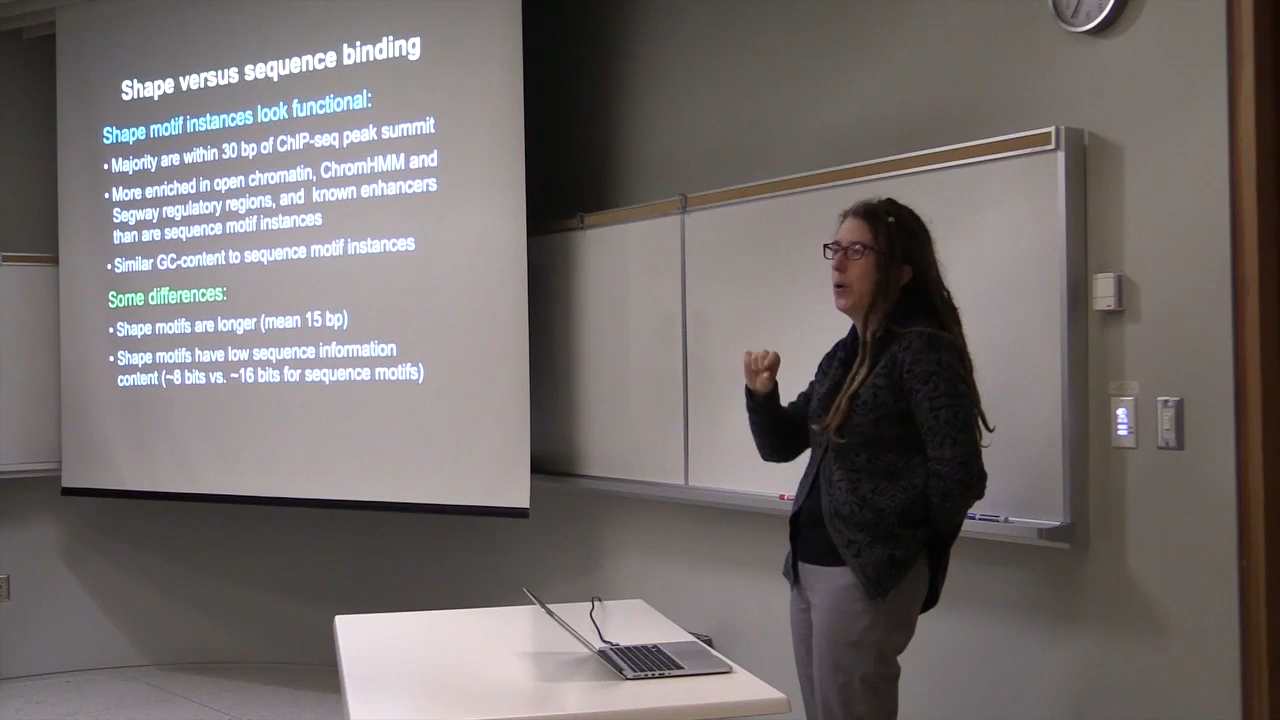 Shape versus sequence binding
Shape motif instances look functional:
• Majority are within 30 bp of ChIP-seq peak summit
• More enriched in open chromatin, ChromHMM and
Segway regulatory regions, and known enhancers
than are sequence motif instances
• Similar GC-content to sequence motif instances
Some differences:
• Shape motifs are longer (mean 15 bp)
• Shape motifs have low sequence information
content (~8 bits vs. ~16 bits for sequence motifs)